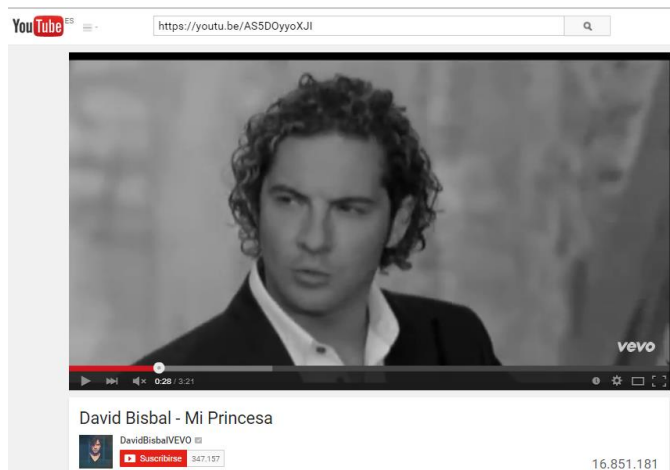 YouTube ES
https://youtu.be/AS5DOyyoXJI
vevo
0:28 / 3:21
David Bisbal - Mi Princesa
DavidBisbalVEVO
Suscribirse 347.157
16.851.181